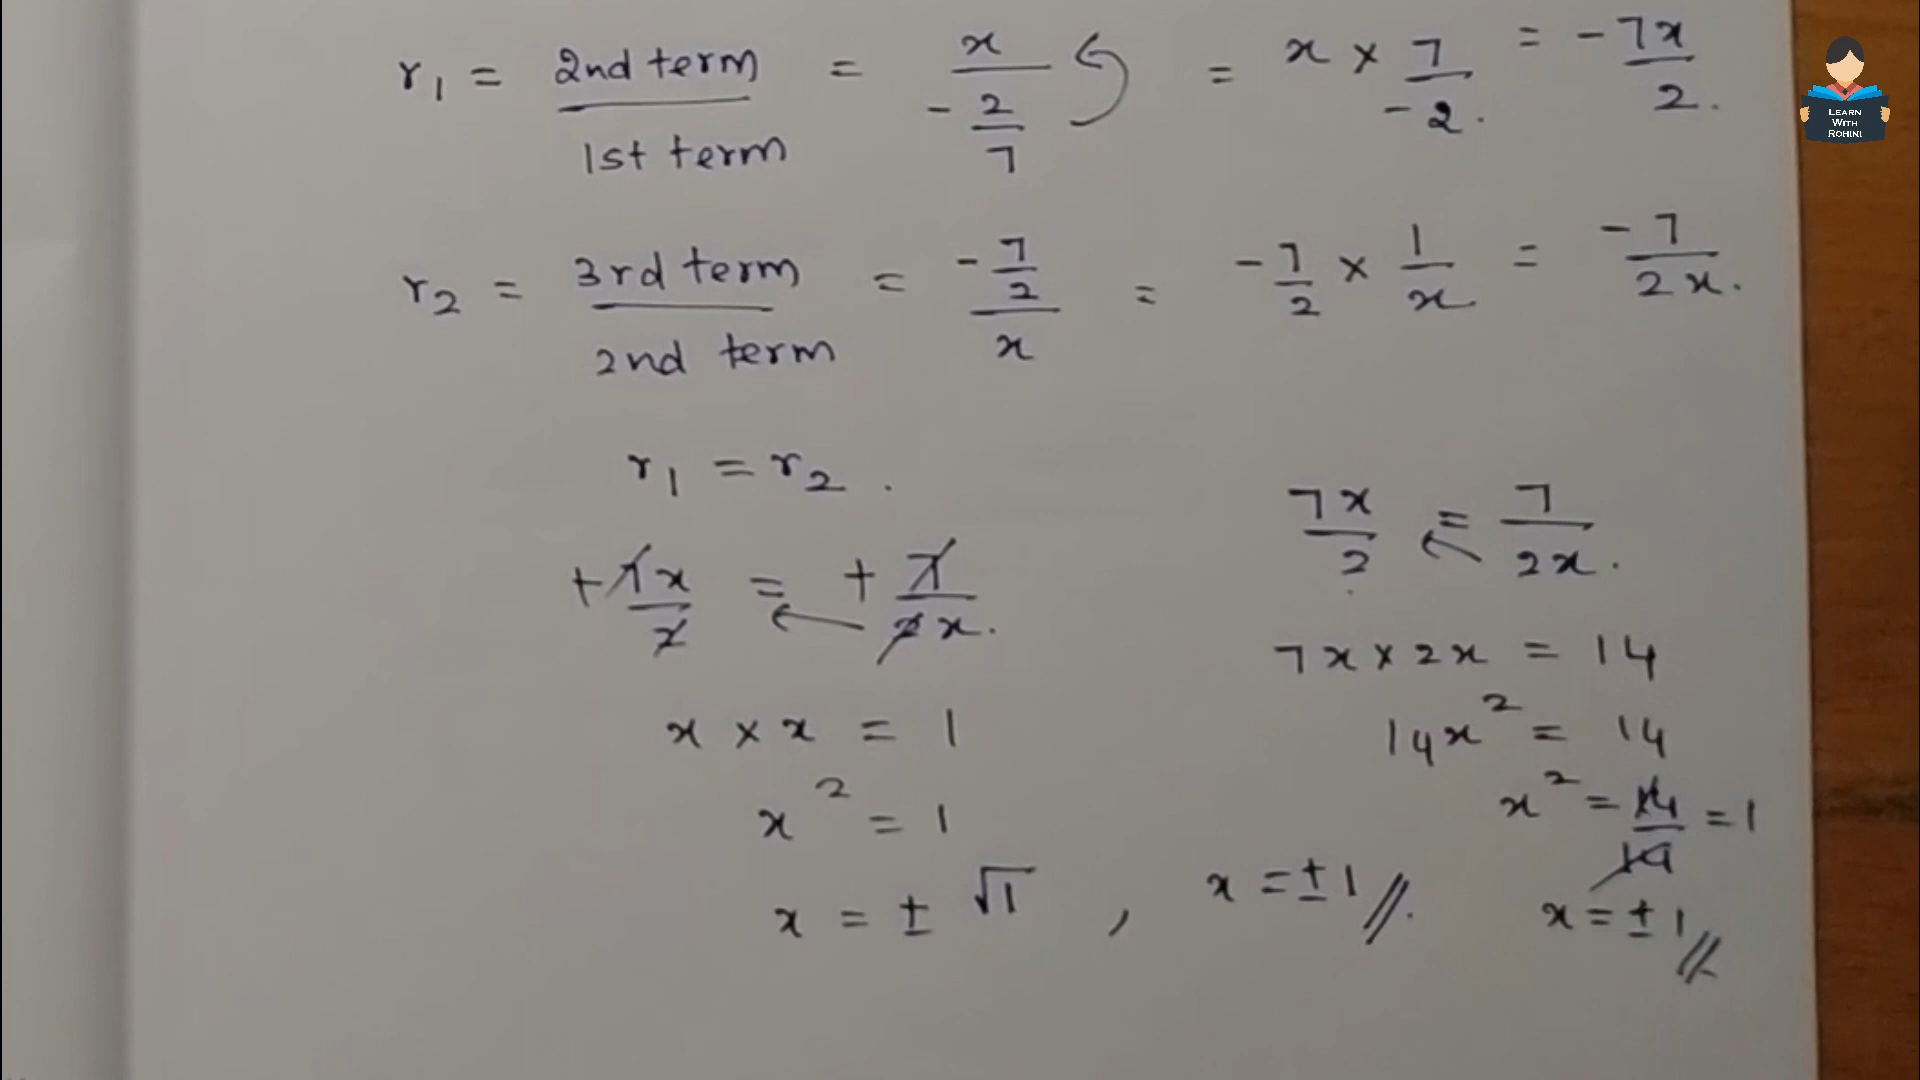 r₁ = 2nd term / 1st term = x / (-2/7) = x × 7/-2. = -7x/2.
r₂ = 3rd term / 2nd term = (-7/2) / x = -7/2 × 1/x = -7/2x.
r₁ = r₂.
+7x/2 = +7/2x.
x × x = 1
x² = 1
x = ± √1 , x = ±1 //.
7x/2 = 7/2x.
7x × 2x = 14
14x² = 14
x² = 14/14 = 1
x = ±1 //
LEARN
WITH
ROHINI